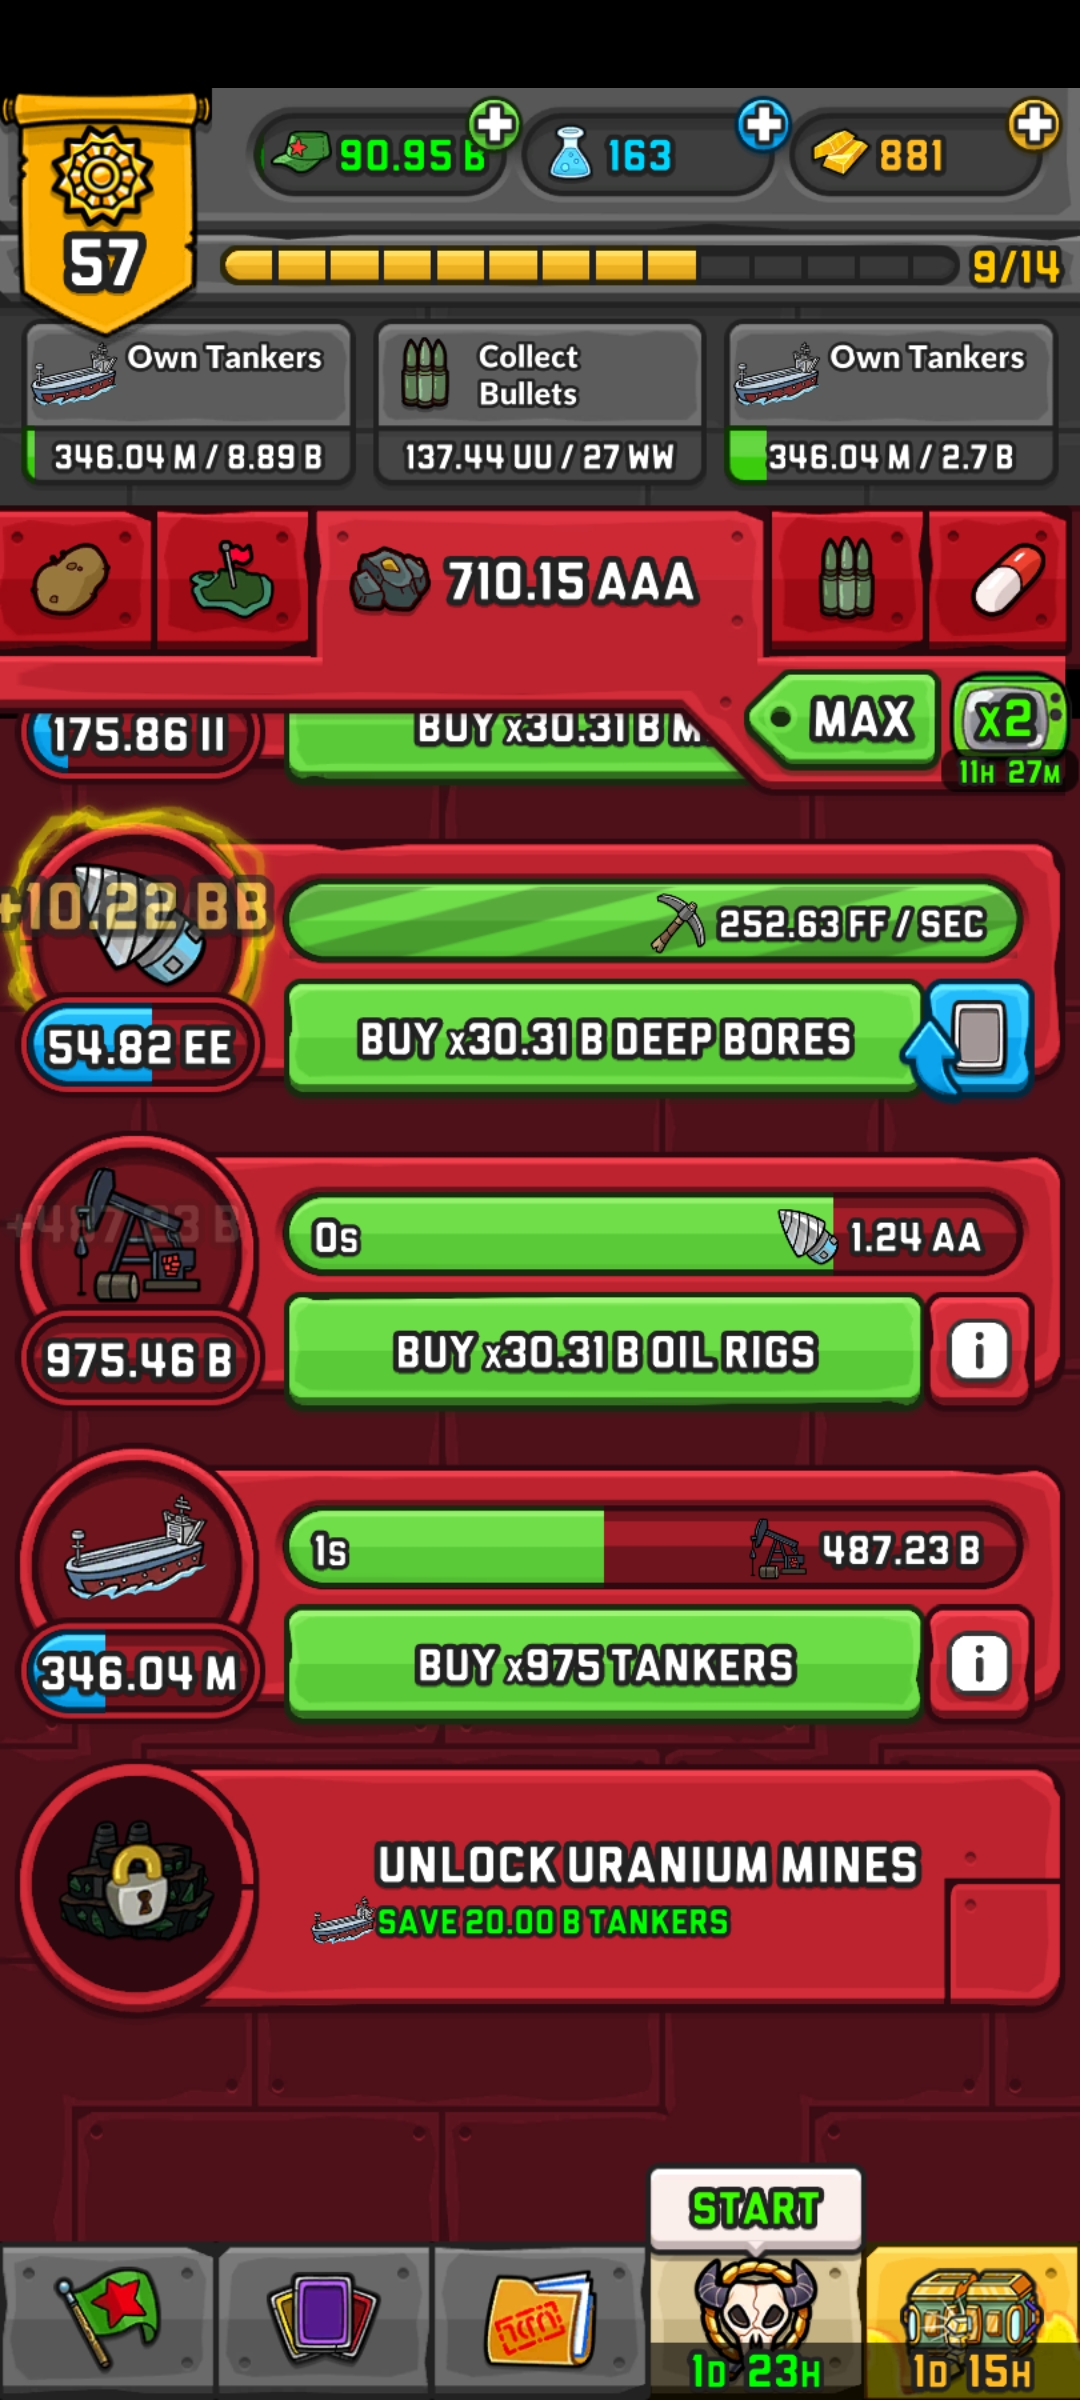 90.95 B
163
881
57
9/14
Own Tankers
346.04 M / 8.89 B
Collect
Bullets
137.44 UU / 27 WW
Own Tankers
346.04 M / 2.7 B
710.15 AAA
MAX
x2
11H 27M
175.86 II
BUY x30.31 B M
+10.22 BB
252.63 FF / SEC
54.82 EE
BUY x30.31 B DEEP BORES
+487.23 B
0s
1.24 AA
975.46 B
BUY x30.31 B OIL RIGS
i
1s
487.23 B
346.04 M
BUY x975 TANKERS
i
UNLOCK URANIUM MINES
SAVE 20.00 B TANKERS
START
1D 23H
1D 15H